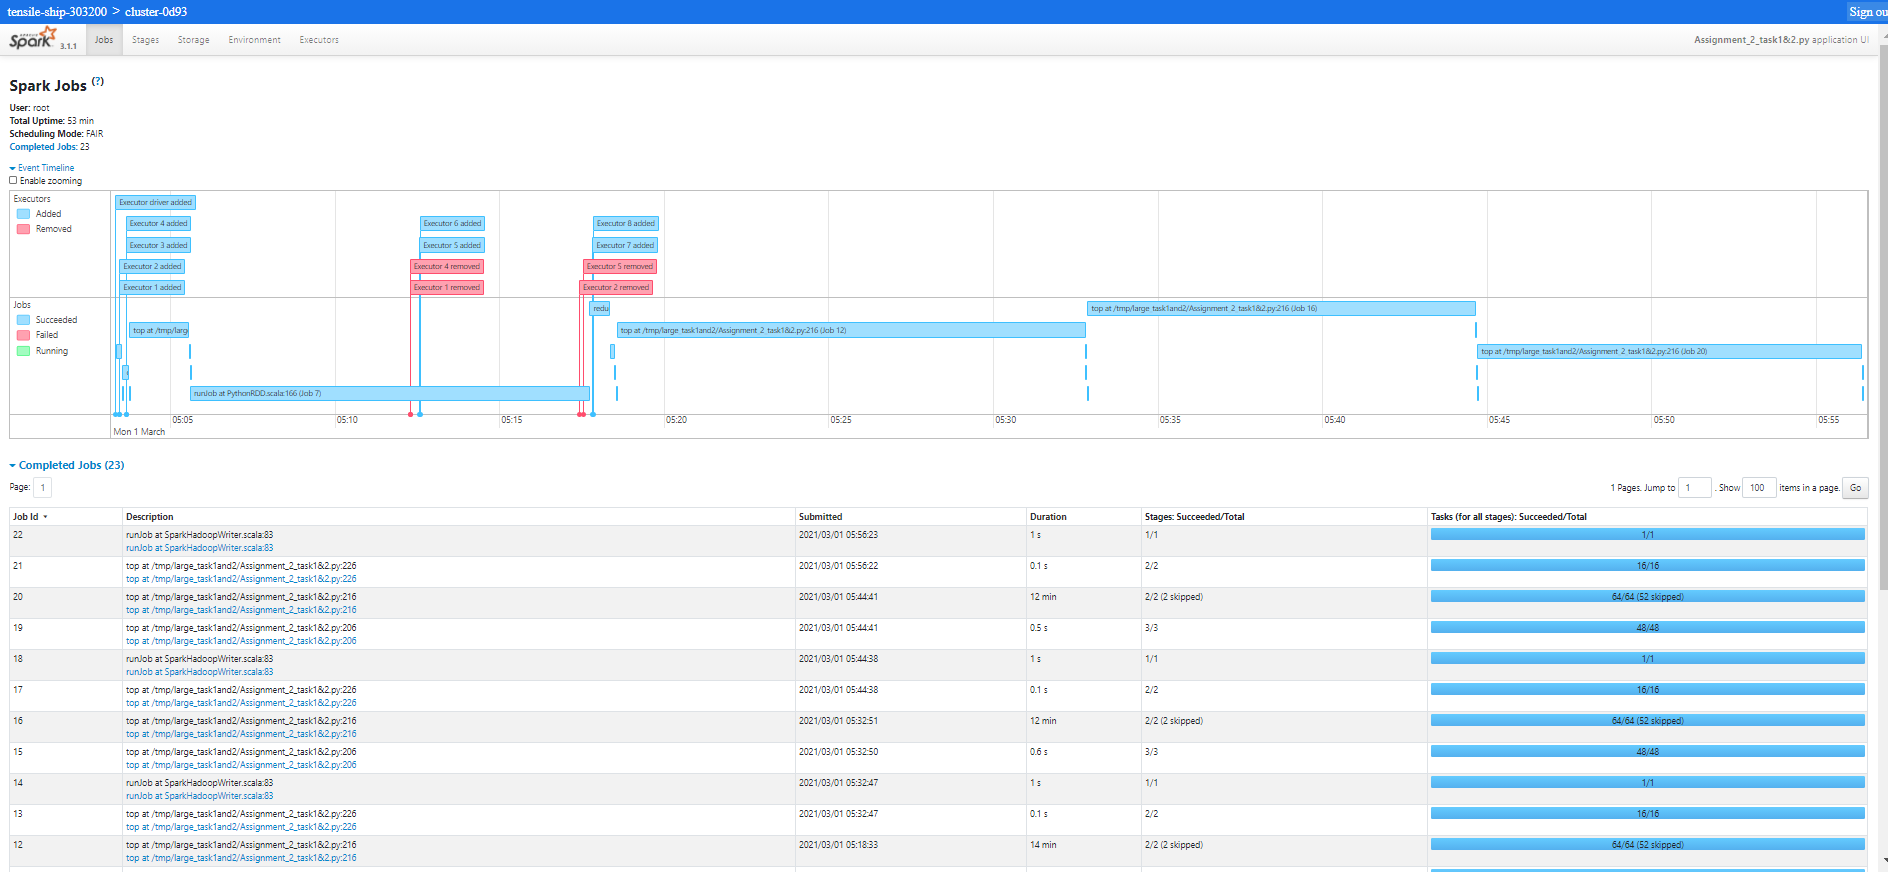 tensile-ship-303200 > cluster-0d93
Sign ou
APACHE Spark 3.1.1 Jobs Stages Storage Environment Executors Assignment_2_task1&2.py application UI
Spark Jobs (?)
User: root
Total Uptime: 53 min
Scheduling Mode: FAIR
Completed Jobs: 23
Event Timeline
Enable zooming
Executors
Added
Removed
Executor driver added
Executor 4 added Executor 6 added Executor 8 added
Executor 3 added Executor 5 added Executor 7 added
Executor 2 added Executor 4 removed Executor 5 removed
Executor 1 added Executor 1 removed Executor 2 removed
Jobs
Succeeded
Failed
Running
redu top at /tmp/large_task1and2/Assignment_2_task1&2.py:216 (Job 16)
top at /tmp/larg top at /tmp/large_task1and2/Assignment_2_task1&2.py:216 (Job 12)
top at /tmp/large_task1and2/Assignment_2_task1&2.py:216 (Job 20)
runJob at PythonRDD.scala:166 (Job 7)
05:05 05:10 05:15 05:20 05:25 05:30 05:35 05:40 05:45 05:50 05:55
Mon 1 March
Completed Jobs (23)
Page: 1 1 Pages. Jump to 1 . Show 100 items in a page. Go
Job Id Description Submitted Duration Stages: Succeeded/Total Tasks (for all stages): Succeeded/Total
22 runJob at SparkHadoopWriter.scala:83 2021/03/01 05:56:23 1 s 1/1 1/1
runJob at SparkHadoopWriter.scala:83
21 top at /tmp/large_task1and2/Assignment_2_task1&2.py:226 2021/03/01 05:56:22 0.1 s 2/2 16/16
top at /tmp/large_task1and2/Assignment_2_task1&2.py:226
20 top at /tmp/large_task1and2/Assignment_2_task1&2.py:216 2021/03/01 05:44:41 12 min 2/2 (2 skipped) 64/64 (52 skipped)
top at /tmp/large_task1and2/Assignment_2_task1&2.py:216
19 top at /tmp/large_task1and2/Assignment_2_task1&2.py:206 2021/03/01 05:44:41 0.5 s 3/3 48/48
top at /tmp/large_task1and2/Assignment_2_task1&2.py:206
18 runJob at SparkHadoopWriter.scala:83 2021/03/01 05:44:38 1 s 1/1 1/1
runJob at SparkHadoopWriter.scala:83
17 top at /tmp/large_task1and2/Assignment_2_task1&2.py:226 2021/03/01 05:44:38 0.1 s 2/2 16/16
top at /tmp/large_task1and2/Assignment_2_task1&2.py:226
16 top at /tmp/large_task1and2/Assignment_2_task1&2.py:216 2021/03/01 05:32:51 12 min 2/2 (2 skipped) 64/64 (52 skipped)
top at /tmp/large_task1and2/Assignment_2_task1&2.py:216
15 top at /tmp/large_task1and2/Assignment_2_task1&2.py:206 2021/03/01 05:32:50 0.6 s 3/3 48/48
top at /tmp/large_task1and2/Assignment_2_task1&2.py:206
14 runJob at SparkHadoopWriter.scala:83 2021/03/01 05:32:47 1 s 1/1 1/1
runJob at SparkHadoopWriter.scala:83
13 top at /tmp/large_task1and2/Assignment_2_task1&2.py:226 2021/03/01 05:32:47 0.1 s 2/2 16/16
top at /tmp/large_task1and2/Assignment_2_task1&2.py:226
12 top at /tmp/large_task1and2/Assignment_2_task1&2.py:216 2021/03/01 05:18:33 14 min 2/2 (2 skipped) 64/64 (52 skipped)
top at /tmp/large_task1and2/Assignment_2_task1&2.py:216